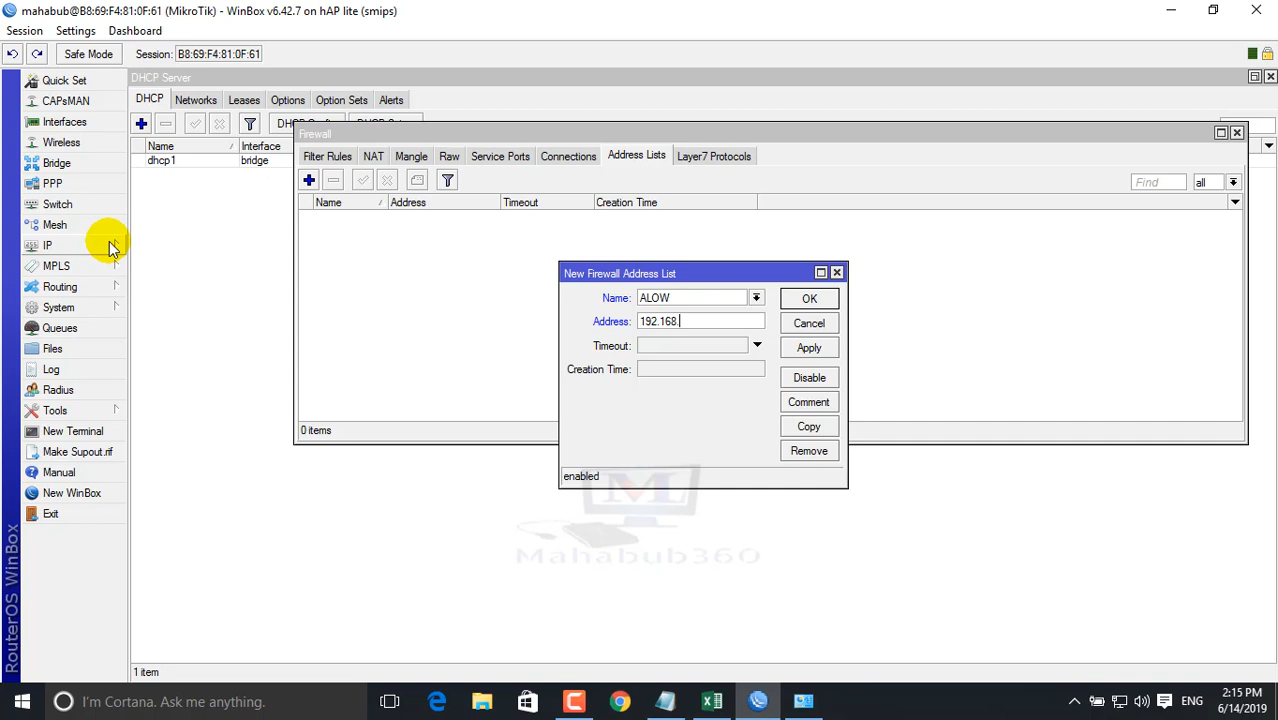 mahabub@B8:69:F4:81:0F:61 (MikroTik) - WinBox v6.42.7 on hAP lite (smips)
Session Settings Dashboard
Safe Mode Session: B8:69:F4:81:0F:61
Quick Set
CAPsMAN
Interfaces
Wireless
Bridge
PPP
Switch
Mesh
IP
MPLS
Routing
System
Queues
Files
Log
Radius
Tools
New Terminal
Make Supout.rif
Manual
New WinBox
Exit
RouterOS WinBox
DHCP Server
DHCP Networks Leases Options Option Sets Alerts
Name Interface
dhcp1 bridge
Firewall
Filter Rules NAT Mangle Raw Service Ports Connections Address Lists Layer7 Protocols
Find all
Name Address Timeout Creation Time
0 items
New Firewall Address List
Name: ALOW OK
Address: 192.168. Cancel
Timeout: Apply
Creation Time:
Disable
Comment
Copy
Remove
enabled
ML
Mahabub360
1 item
I'm Cortana. Ask me anything.
ENG
2:15 PM
6/14/2019